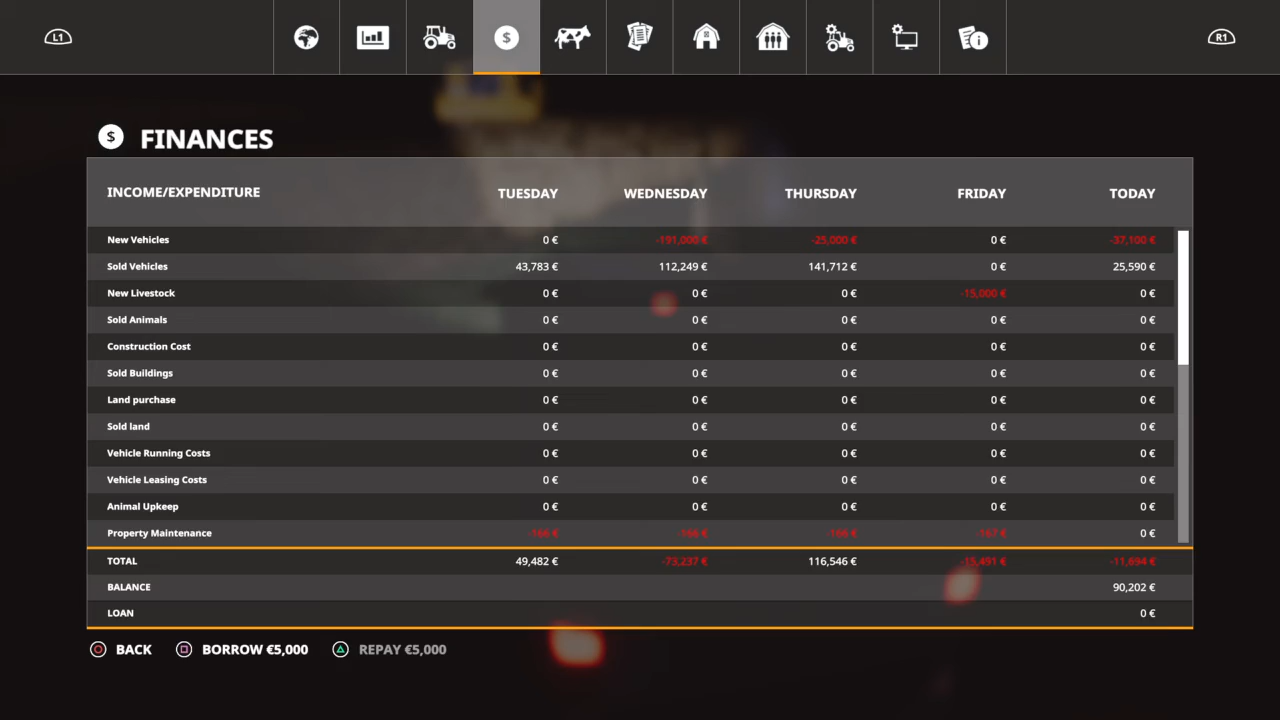 L1
R1
$ FINANCES
INCOME/EXPENDITURE TUESDAY WEDNESDAY THURSDAY FRIDAY TODAY
New Vehicles 0 € -191,000 € -25,000 € 0 € -37,100 €
Sold Vehicles 43,783 € 112,249 € 141,712 € 0 € 25,590 €
New Livestock 0 € 0 € 0 € -15,000 € 0 €
Sold Animals 0 € 0 € 0 € 0 € 0 €
Construction Cost 0 € 0 € 0 € 0 € 0 €
Sold Buildings 0 € 0 € 0 € 0 € 0 €
Land purchase 0 € 0 € 0 € 0 € 0 €
Sold land 0 € 0 € 0 € 0 € 0 €
Vehicle Running Costs 0 € 0 € 0 € 0 € 0 €
Vehicle Leasing Costs 0 € 0 € 0 € 0 € 0 €
Animal Upkeep 0 € 0 € 0 € 0 € 0 €
Property Maintenance -166 € -166 € -166 € -167 € 0 €
TOTAL 49,482 € -73,237 € 116,546 € -15,491 € -11,694 €
BALANCE 90,202 €
LOAN 0 €
BACK BORROW €5,000 REPAY €5,000